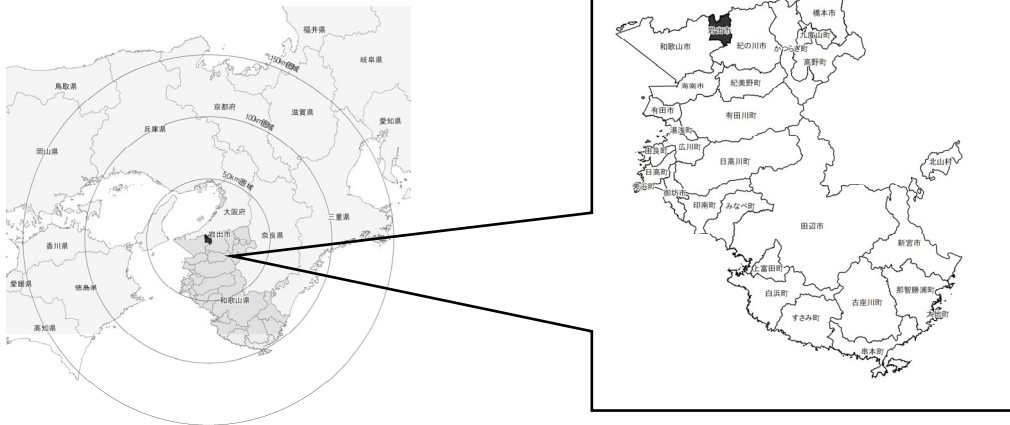 福井県
岐阜県
150km圏域
鳥取県
京都府
滋賀県
愛知県
100km圏域
兵庫県
岡山県
50km圏域
大阪府
三重県
岩出市
奈良県
香川県
愛媛県
徳島県
和歌山県
高知県
橋本市
岩出市
九度山町
和歌山市
紀の川市
かつらぎ町
高野町
海南市
紀美野町
有田市
有田川町
湯浅町
由良町
広川町
日高川町
北山村
日高町
美浜町
御坊市
印南町
みなべ町
田辺市
新宮市
上富田町
白浜町
那智勝浦町
古座川町
すさみ町
太地町
串本町